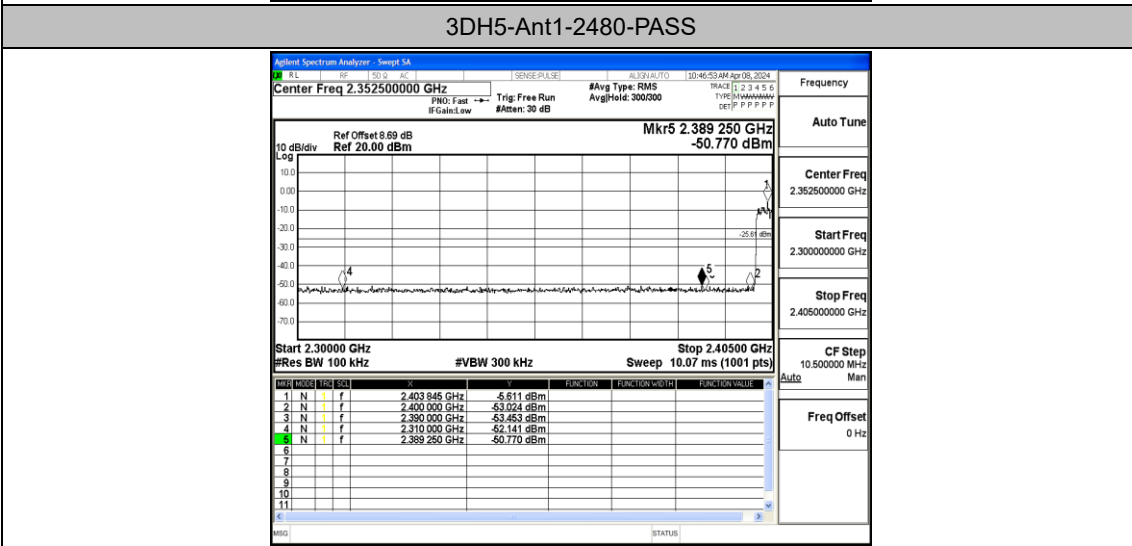 3DH5-Ant1-2480-PASS
Agilent Spectrum Analyzer - Swept SA
RL RF 50 Ω AC SENSE:PULSE ALIGNAUTO 10:46:53 AM Apr 08, 2024
Center Freq 2.352500000 GHz #Avg Type: RMS TRACE 1 2 3 4 5 6
PNO: Fast Trig: Free Run Avg|Hold: 300/300 TYPE MWWWWW
IFGain:Low #Atten: 30 dB DET P P P P P P
Mkr5 2.389 250 GHz
Ref Offset 8.69 dB
10 dB/div Ref 20.00 dBm -50.770 dBm
Log
10.0
1
0.00
-10.0
-20.0
-25.61 dBm
-30.0
-40.0
4 5 2
-50.0
-60.0
-70.0
Start 2.30000 GHz Stop 2.40500 GHz
#Res BW 100 kHz #VBW 300 kHz Sweep 10.07 ms (1001 pts)
MKR MODE TRC SCL X Y FUNCTION FUNCTION WIDTH FUNCTION VALUE
1 N 1 f 2.403 845 GHz -5.611 dBm
2 N 1 f 2.400 000 GHz -53.024 dBm
3 N 1 f 2.390 000 GHz -53.453 dBm
4 N 1 f 2.310 000 GHz -52.141 dBm
5 N 1 f 2.389 250 GHz -50.770 dBm
6
7
8
9
10
11
MSG STATUS
Frequency
Auto Tune
Center Freq
2.352500000 GHz
Start Freq
2.300000000 GHz
Stop Freq
2.405000000 GHz
CF Step
10.500000 MHz
Auto Man
Freq Offset
0 Hz